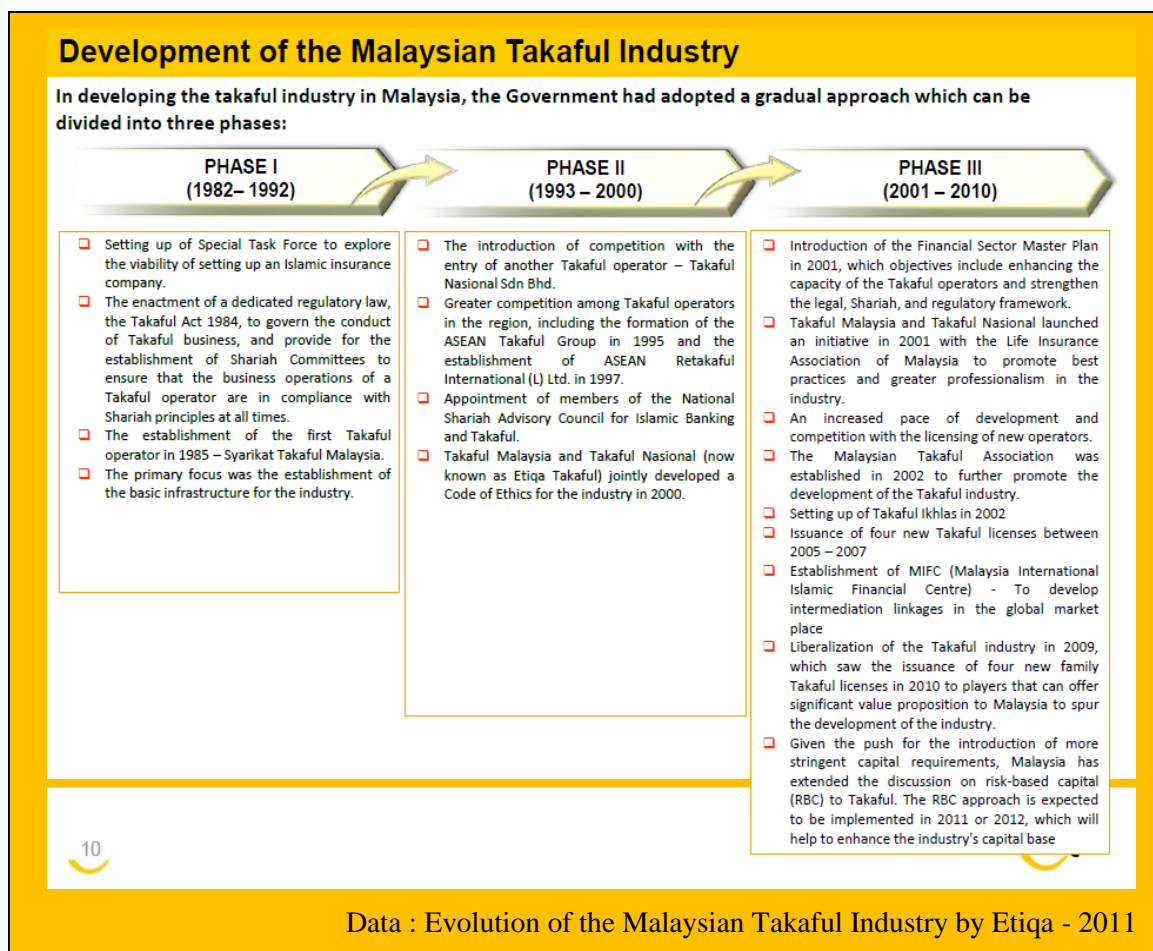 Development of the Malaysian Takaful Industry
In developing the takaful industry in Malaysia, the Government had adopted a gradual approach which can be
divided into three phases:
PHASE I
(1982– 1992)
❑ Setting up of Special Task Force to explore
the viability of setting up an Islamic insurance
company.
❑ The enactment of a dedicated regulatory law,
the Takaful Act 1984, to govern the conduct
of Takaful business, and provide for the
establishment of Shariah Committees to
ensure that the business operations of a
Takaful operator are in compliance with
Shariah principles at all times.
❑ The establishment of the first Takaful
operator in 1985 – Syarikat Takaful Malaysia.
❑ The primary focus was the establishment of
the basic infrastructure for the industry.
PHASE II
(1993 – 2000)
❑ The introduction of competition with the
entry of another Takaful operator – Takaful
Nasional Sdn Bhd.
❑ Greater competition among Takaful operators
in the region, including the formation of the
ASEAN Takaful Group in 1995 and the
establishment of ASEAN Retakaful
International (L) Ltd. in 1997.
❑ Appointment of members of the National
Shariah Advisory Council for Islamic Banking
and Takaful.
❑ Takaful Malaysia and Takaful Nasional (now
known as Etiqa Takaful) jointly developed a
Code of Ethics for the industry in 2000.
PHASE III
(2001 – 2010)
❑ Introduction of the Financial Sector Master Plan
in 2001, which objectives include enhancing the
capacity of the Takaful operators and strengthen
the legal, Shariah, and regulatory framework.
❑ Takaful Malaysia and Takaful Nasional launched
an initiative in 2001 with the Life Insurance
Association of Malaysia to promote best
practices and greater professionalism in the
industry.
❑ An increased pace of development and
competition with the licensing of new operators.
❑ The Malaysian Takaful Association was
established in 2002 to further promote the
development of the Takaful industry.
❑ Setting up of Takaful Ikhlas in 2002
❑ Issuance of four new Takaful licenses between
2005 – 2007
❑ Establishment of MIFC (Malaysia International
Islamic Financial Centre) - To develop
intermediation linkages in the global market
place
❑ Liberalization of the Takaful industry in 2009,
which saw the issuance of four new family
Takaful licenses in 2010 to players that can offer
significant value proposition to Malaysia to spur
the development of the industry.
❑ Given the push for the introduction of more
stringent capital requirements, Malaysia has
extended the discussion on risk-based capital
(RBC) to Takaful. The RBC approach is expected
to be implemented in 2011 or 2012, which will
help to enhance the industry's capital base
10
Data : Evolution of the Malaysian Takaful Industry by Etiqa - 2011